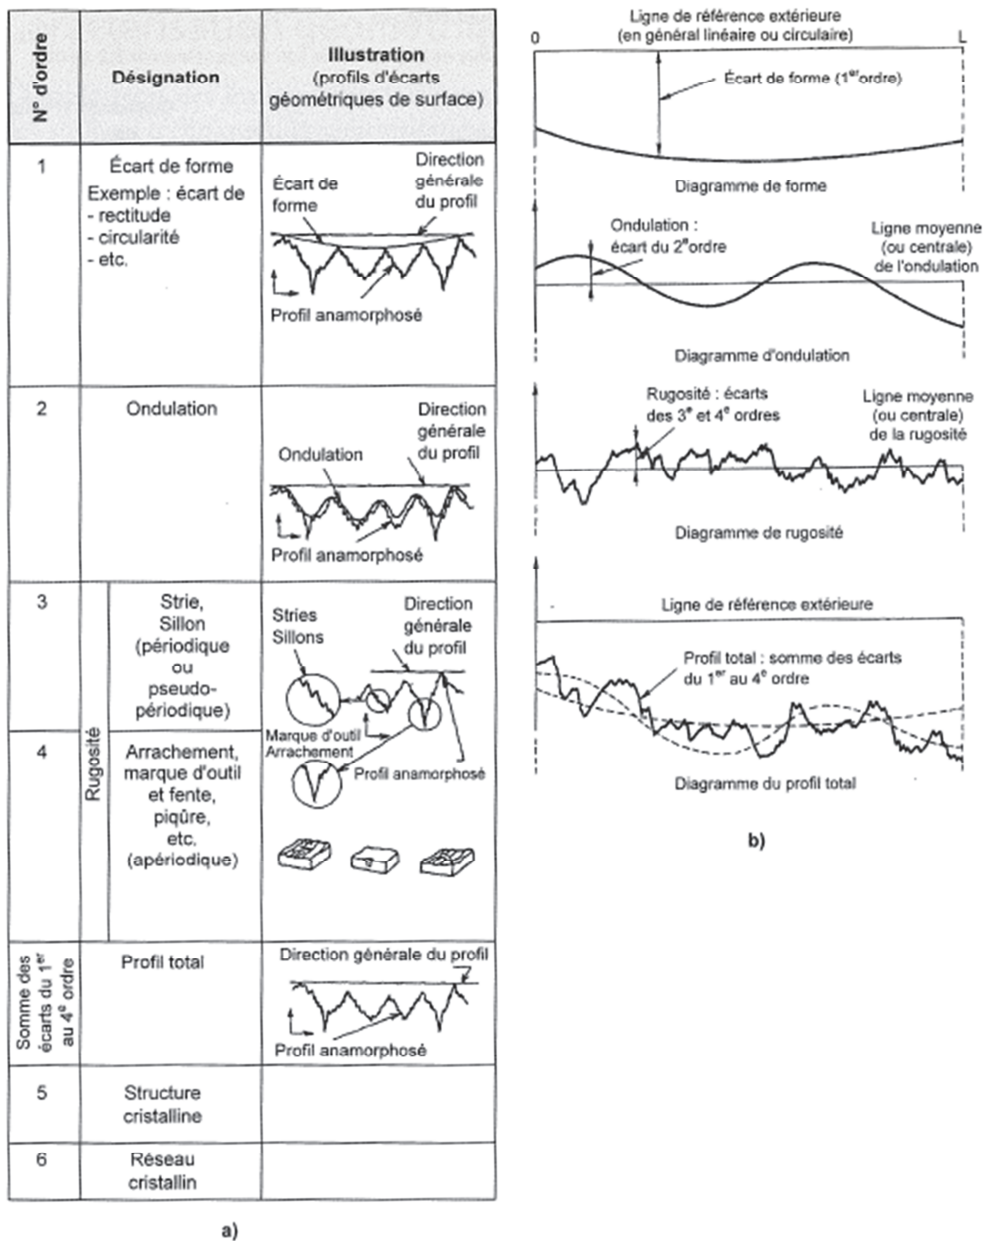 N° d'ordre
Désignation
Illustration
(profils d'écarts
géométriques de surface)
1
Écart de forme
Exemple : écart de
- rectitude
- circularité
- etc.
Écart de
forme
Direction
générale
du profil
Profil anamorphosé
2
Ondulation
Ondulation
Direction
générale
du profil
Profil anamorphosé
3
Rugosité
Strie,
Sillon
(périodique
ou
pseudo-
périodique)
Stries
Sillons
Direction
générale
du profil
Marque d'outil
Arrachement
Profil anamorphosé
4
Arrachement,
marque d'outil
et fente,
piqûre,
etc.
(apériodique)
Somme des
écarts du 1er
au 4e ordre
Profil total
Direction générale du profil
Profil anamorphosé
5
Structure
cristalline
6
Réseau
cristallin
a)
Ligne de référence extérieure
(en général linéaire ou circulaire)
0
L
Écart de forme (1er ordre)
Diagramme de forme
Ondulation :
écart du 2e ordre
Ligne moyenne
(ou centrale)
de l'ondulation
Diagramme d'ondulation
Rugosité : écarts
des 3e et 4e ordres
Ligne moyenne
(ou centrale)
de la rugosité
Diagramme de rugosité
Ligne de référence extérieure
Profil total : somme des écarts
du 1er au 4e ordre
Diagramme du profil total
b)